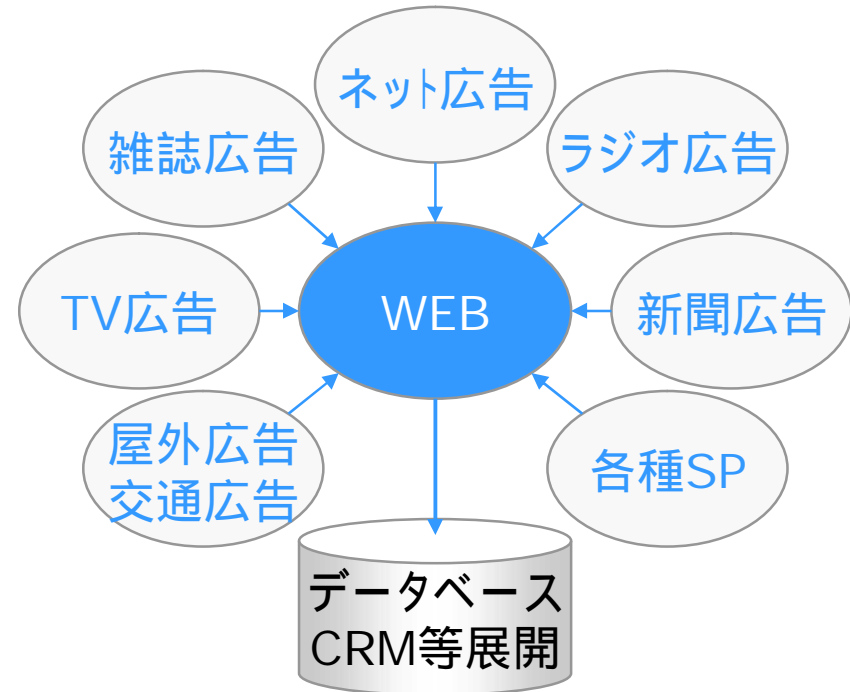 ネット広告
雑誌広告
ラジオ広告
TV広告
WEB
新聞広告
屋外広告
交通広告
各種SP
データベース
CRM等展開